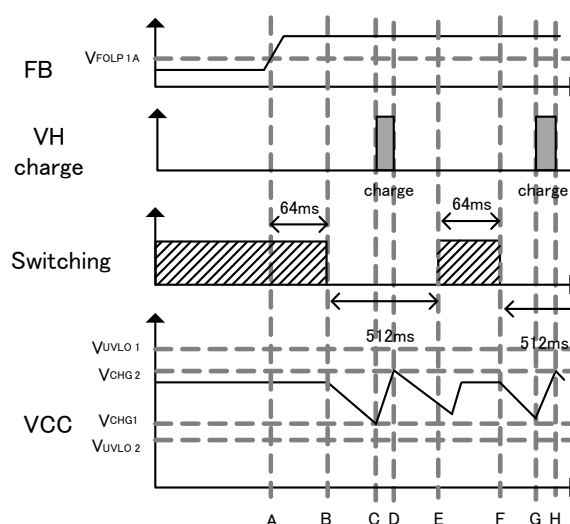 FB
VFOLP1A
VH
charge
charge
charge
64ms
64ms
Switching
512ms
512ms
VUVLO1
VCHG2
VCC
VCHG1
VUVLO2
A B C D E F G H